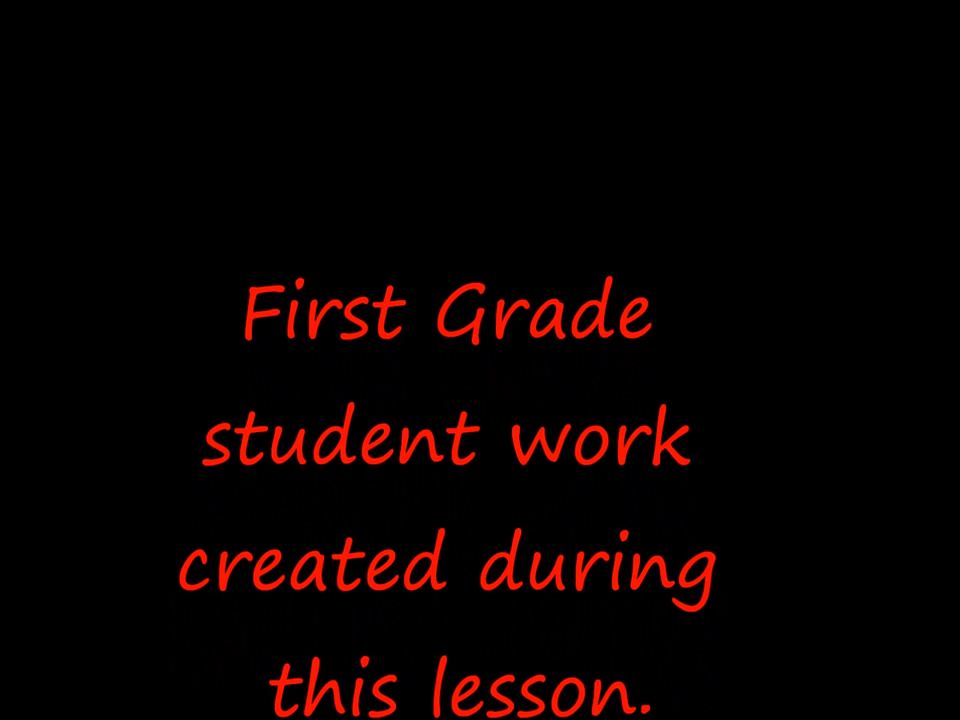 First Grade
student work
created during
this lesson.